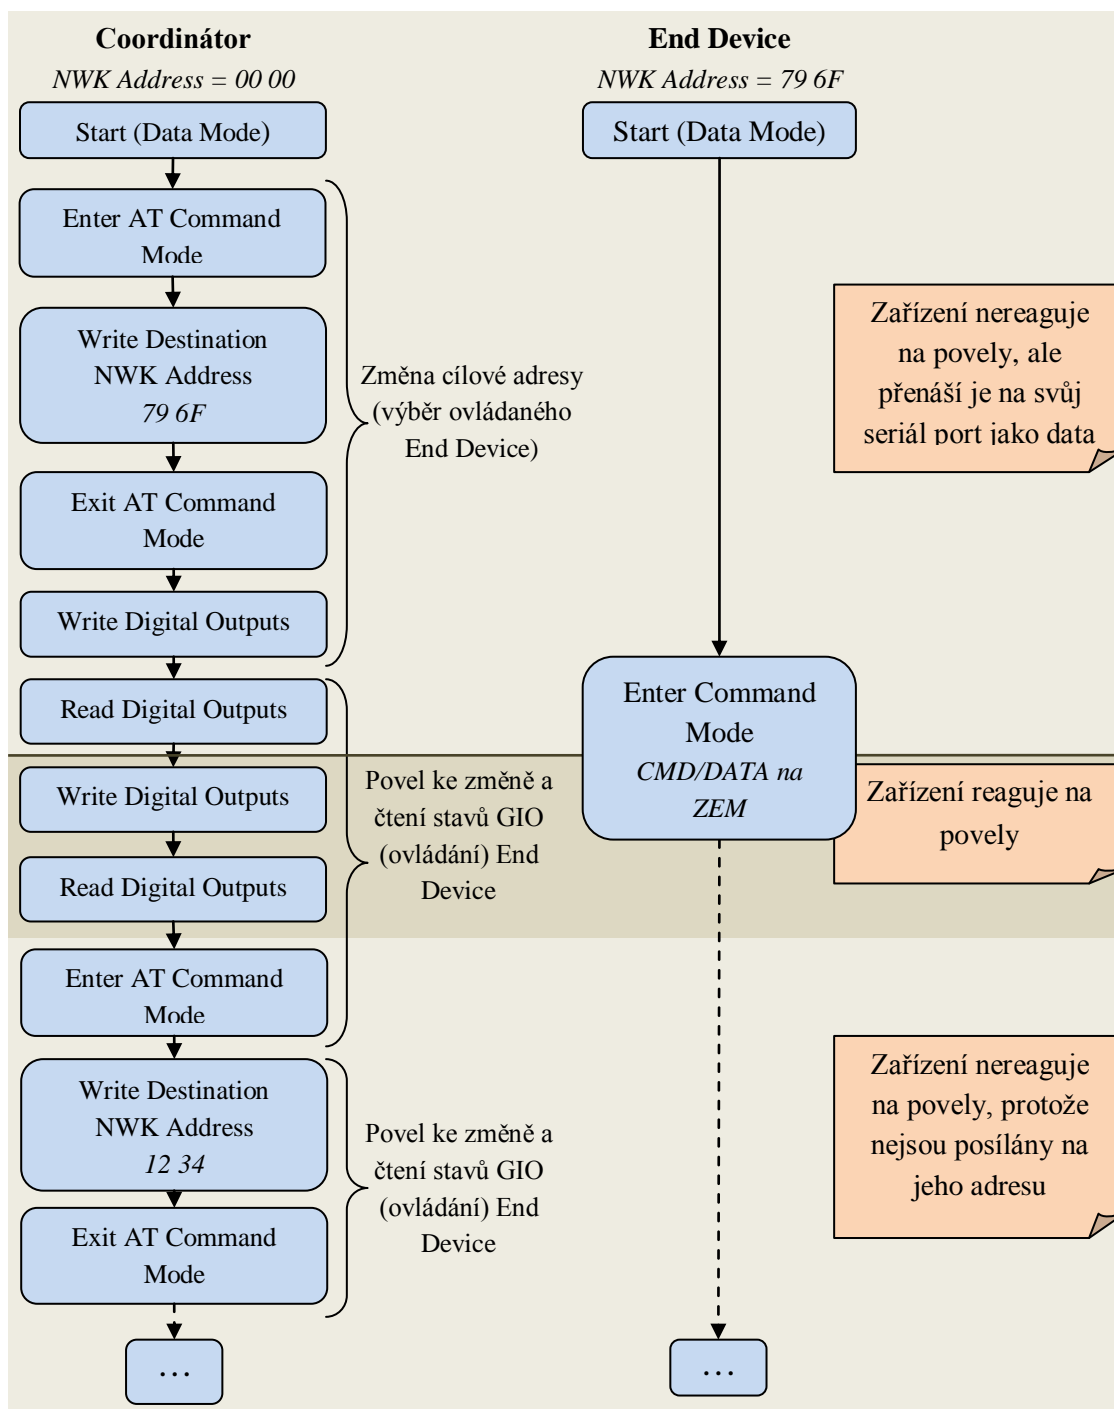 Coordinátor
NWK Address = 00 00
Start (Data Mode)
Enter AT Command
Mode
Write Destination
NWK Address
79 6F
Exit AT Command
Mode
Write Digital Outputs
Read Digital Outputs
Write Digital Outputs
Read Digital Outputs
Enter AT Command
Mode
Write Destination
NWK Address
12 34
Exit AT Command
Mode
...
Změna cílové adresy
(výběr ovládaného
End Device)
Povel ke změně a
čtení stavů GIO
(ovládání) End
Device
Povel ke změně a
čtení stavů GIO
(ovládání) End
Device
End Device
NWK Address = 79 6F
Start (Data Mode)
Enter Command
Mode
CMD/DATA na
ZEM
...
Zařízení nereaguje
na povely, ale
přenáší je na svůj
seriál port jako data
Zařízení reaguje na
povely
Zařízení nereaguje
na povely, protože
nejsou posílány na
jeho adresu